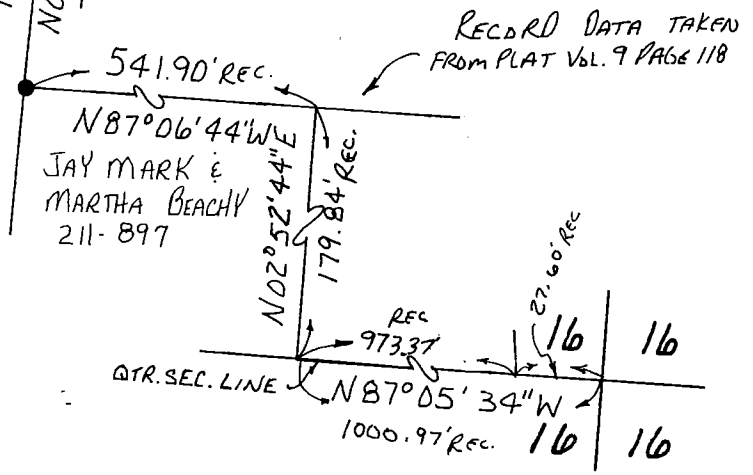 RECORD DATA TAKEN
FROM PLAT VOL. 9 PAGE 118
541.90' REC.
N87°06'44"W
JAY MARK &
MARTHA BEACHY
211-897
N02°52'44"E
179.84' REC.
27.60' REC
REC
973.37
16 16
QTR. SEC. LINE
N87°05'34"W
1000.97' REC.
16 16